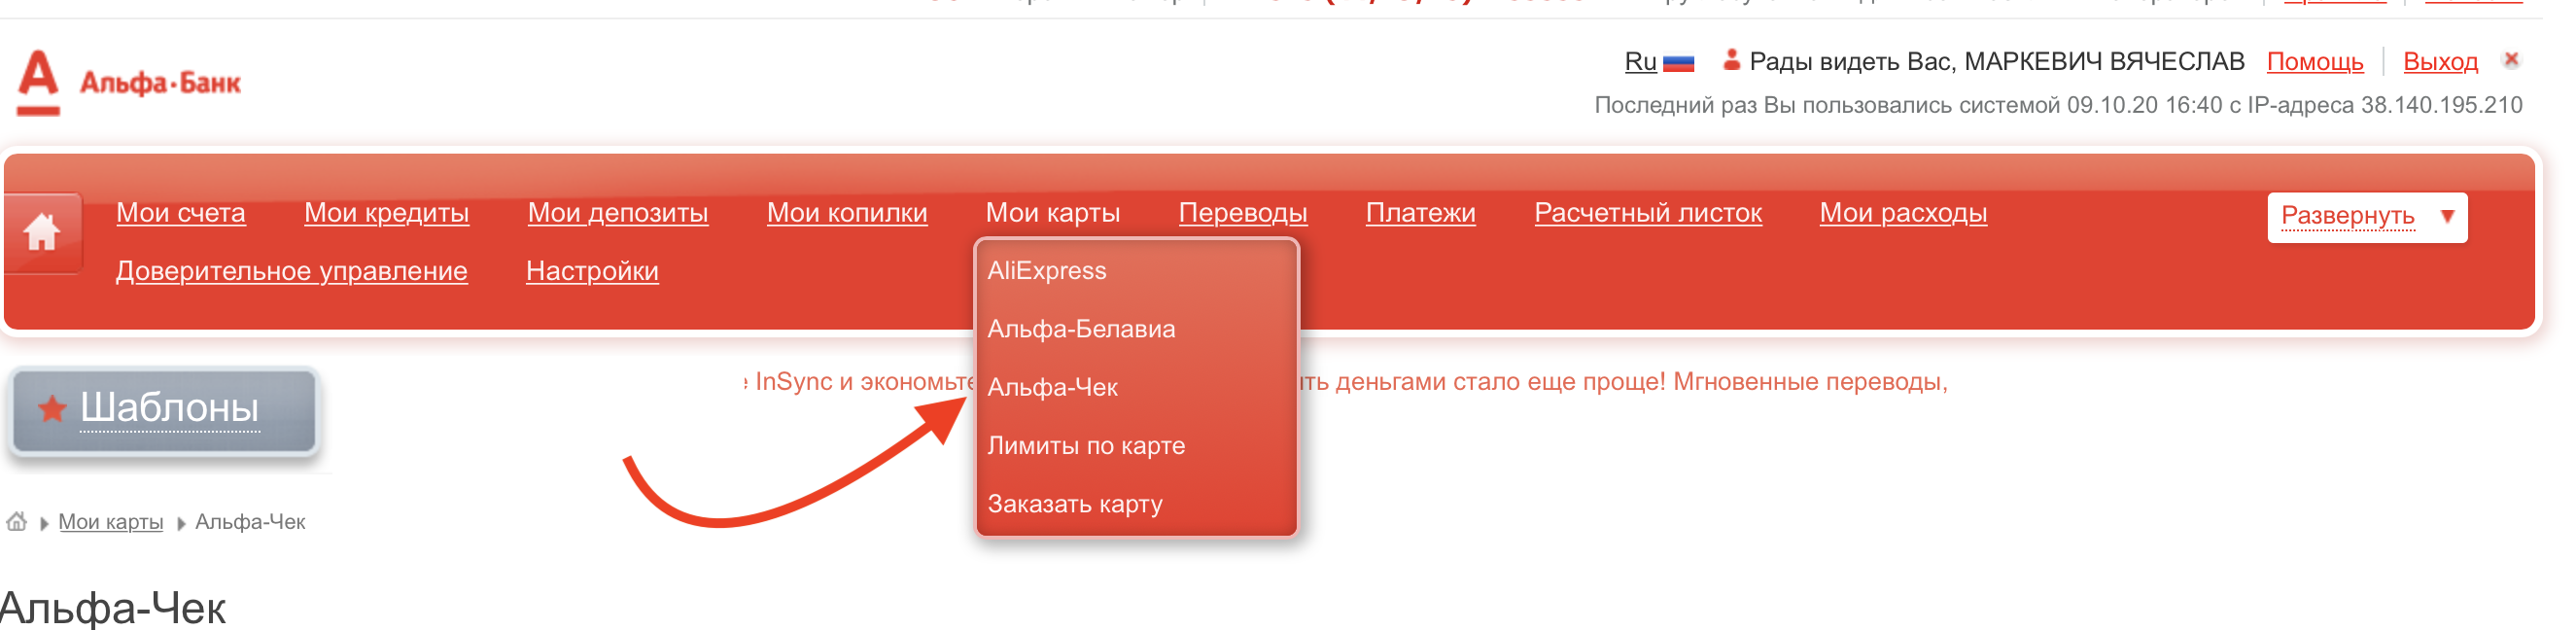 Ru Рады видеть Вас, МАРКЕВИЧ ВЯЧЕСЛАВ Помощь Выход
Альфа·Банк
Последний раз Вы пользовались системой 09.10.20 16:40 с IP-адреса 38.140.195.210
Мои счета Мои кредиты Мои депозиты Мои копилки Мои карты Переводы Платежи Расчетный листок Мои расходы Развернуть
Доверительное управление Настройки
AliExpress
Альфа-Белавиа
Альфа-Чек
Лимиты по карте
Заказать карту
Шаблоны
InSync и экономьте деньгами стало еще проще! Мгновенные переводы,
Мои карты Альфа-Чек
Альфа-Чек